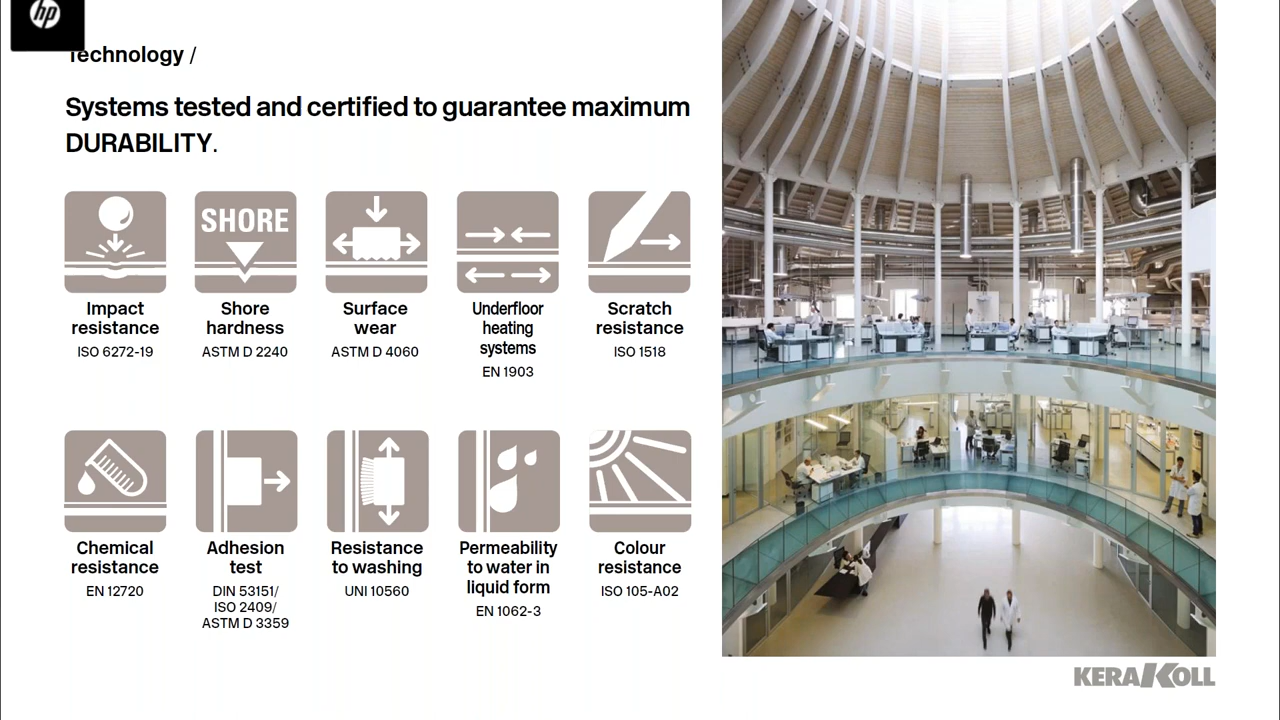 hp
Technology /
Systems tested and certified to guarantee maximum
DURABILITY.
SHORE
Impact
resistance
ISO 6272-19
Shore
hardness
ASTM D 2240
Surface
wear
ASTM D 4060
Underfloor
heating
systems
EN 1903
Scratch
resistance
ISO 1518
Chemical
resistance
EN 12720
Adhesion
test
DIN 53151/
ISO 2409/
ASTM D 3359
Resistance
to washing
UNI 10560
Permeability
to water in
liquid form
EN 1062-3
Colour
resistance
ISO 105-A02
KERAKOLL